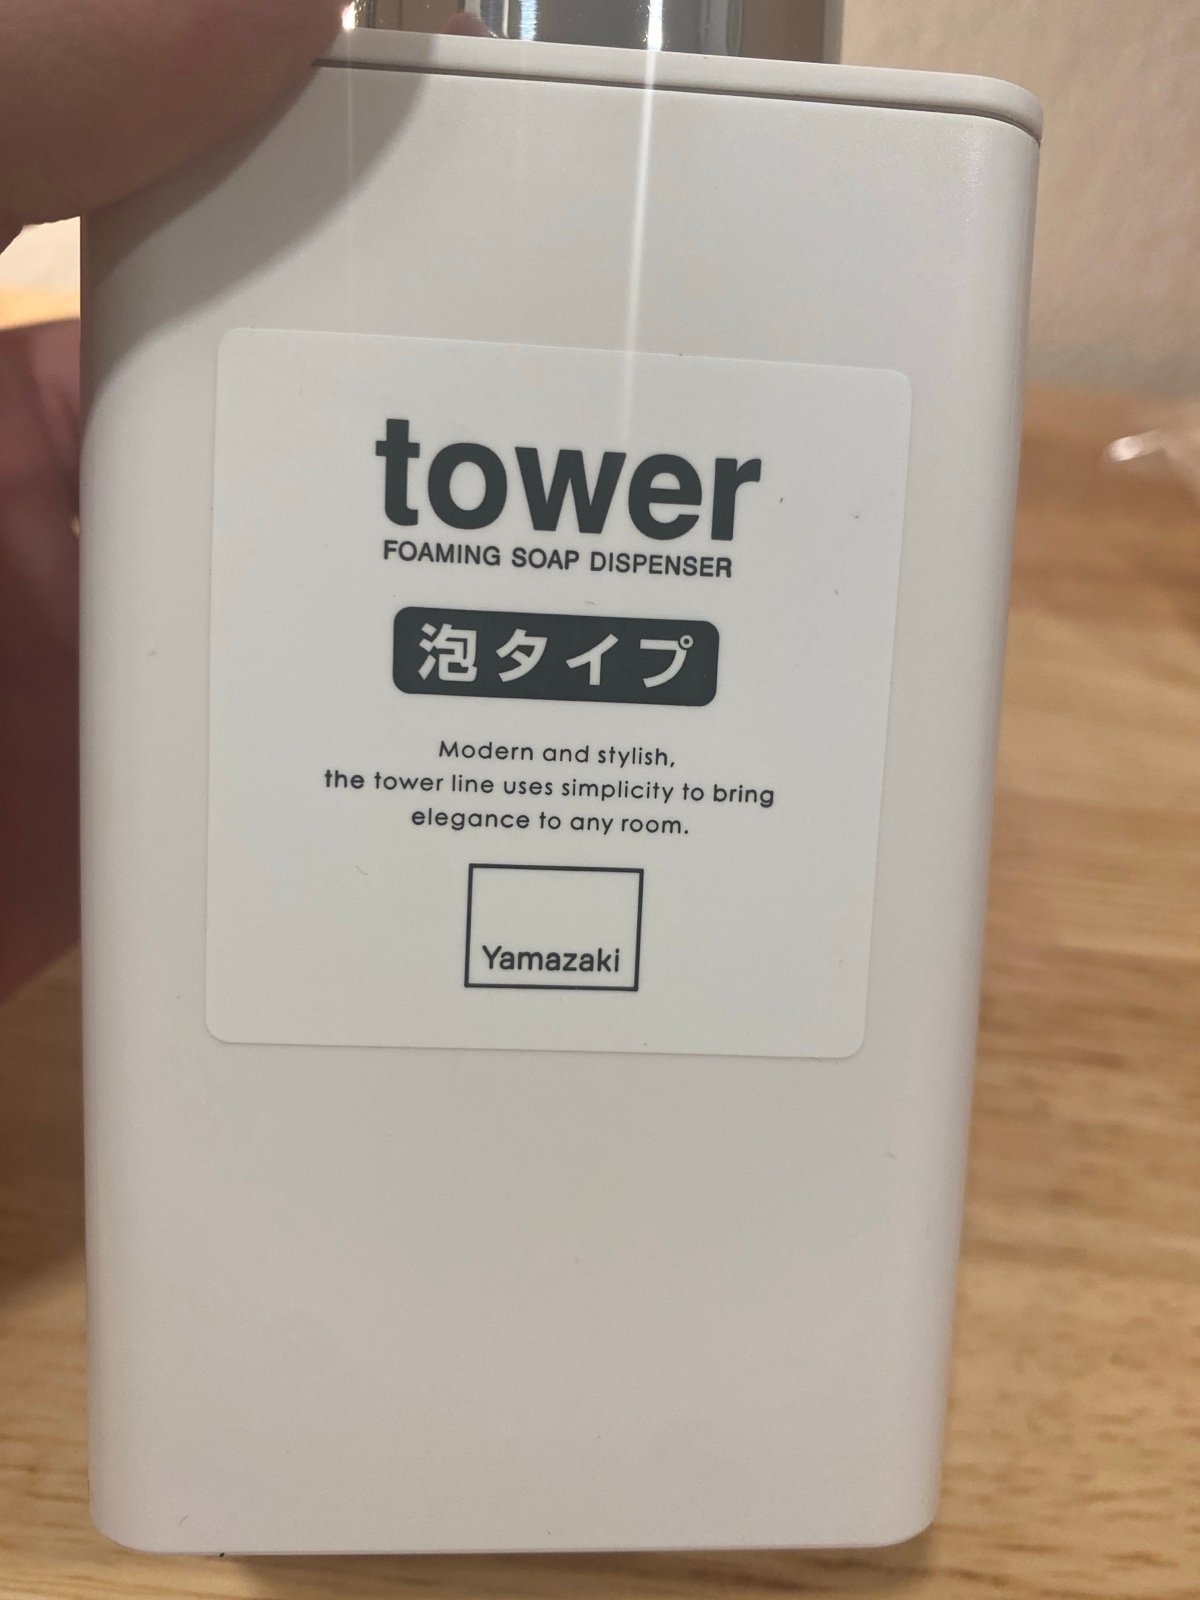 tower
FOAMING SOAP DISPENSER
泡タイプ
Modern and stylish,
the tower line uses simplicity to bring
elegance to any room.
Yamazaki